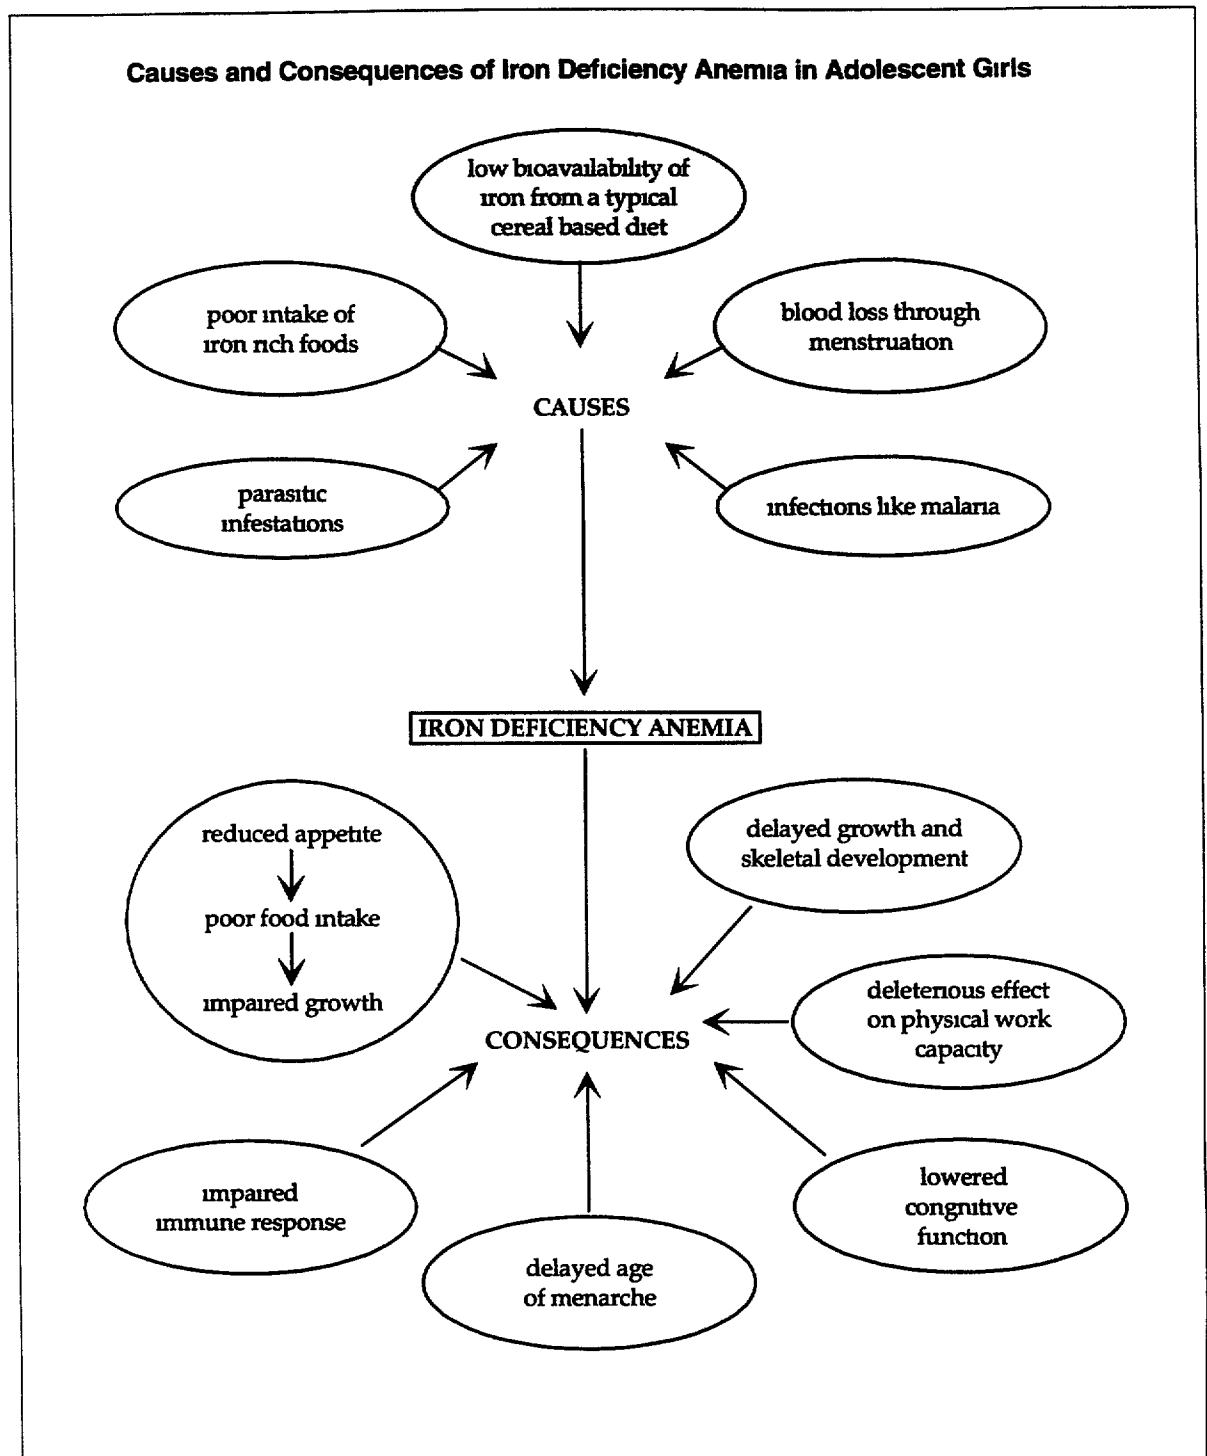 Causes and Consequences of Iron Deficiency Anemia in Adolescent Girls
low bioavailability of
iron from a typical
cereal based diet
poor intake of
iron rich foods
blood loss through
menstruation
CAUSES
parasitic
infestations
infections like malaria
IRON DEFICIENCY ANEMIA
reduced appetite
poor food intake
impaired growth
delayed growth and
skeletal development
deleterious effect
on physical work
capacity
CONSEQUENCES
impaired
immune response
delayed age
of menarche
lowered
congnitive
function